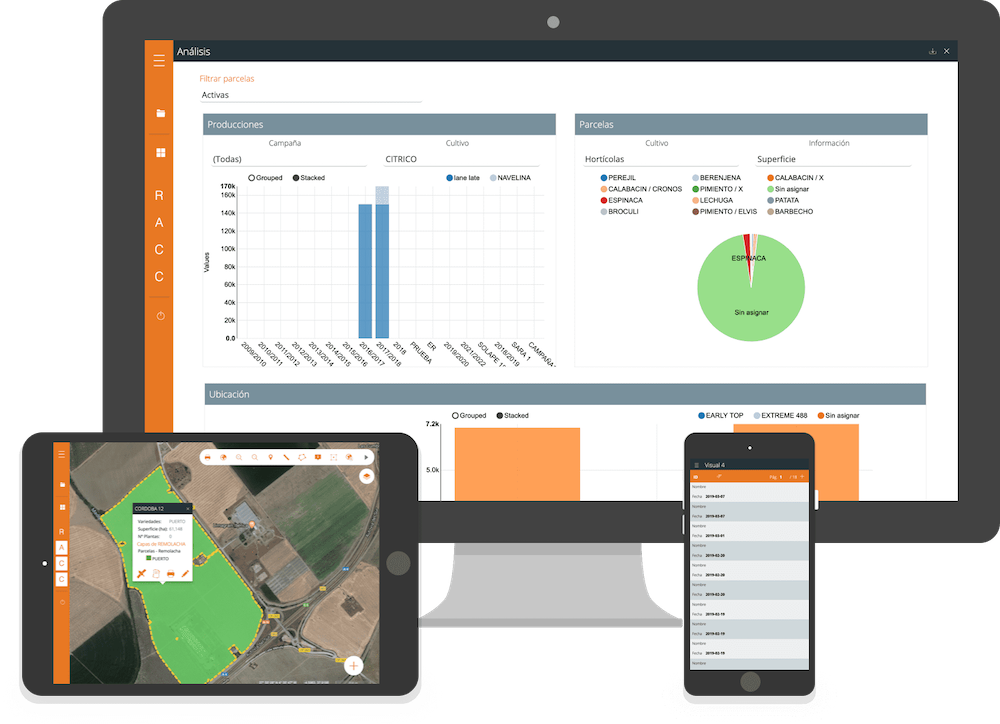 Análisis
Filtrar parcelas
Activas
R
A
C
C
Producciones
Campaña Cultivo
(Todas) CITRICO
Grouped Stacked lane late NAVELINA
170k
160k
140k
120k
100k
80k
60k
40k
20k
0.0
Values
2009/2010
2010/2011
2011/2012
2012/2013
2013/2014
2014/2015
2015/2016
2016/2017
2017/2018
2018
PRUEBA
ER
2019/2020
2021/2022
SOLAPE 1
2018/2019
SARA 1
CAMPAÑA
Parcelas
Cultivo Información
Hortícolas Superficie
PEREJIL BERENJENA CALABACIN / X
CALABACIN / CRONOS PIMIENTO / X Sin asignar
ESPINACA LECHUGA PATATA
BROCULI PIMIENTO / ELVIS BARBECHO
ESPINACA
Sin asignar
Ubicación
Grouped Stacked EARLY TOP EXTREME 488 Sin asignar
7.2k
5.0k
R
A
C
C
CORDOBA 12
Variedades: PUERTO
Superficie (ha): 61,148
Nº Plantas: 0
Capas de REMOLACHA
Parcelas - Remolacha
PUERTO
Visual 4
Pág. 1 / 18
Nombre
Fecha 2019-03-07
Nombre
Fecha 2019-03-07
Nombre
Fecha 2019-03-01
Nombre
Fecha 2019-02-20
Nombre
Fecha 2019-02-20
Nombre
Fecha 2019-02-20
Nombre
Fecha 2019-02-19
Nombre
Fecha 2019-02-19
Nombre
Fecha 2019-02-19
Nombre